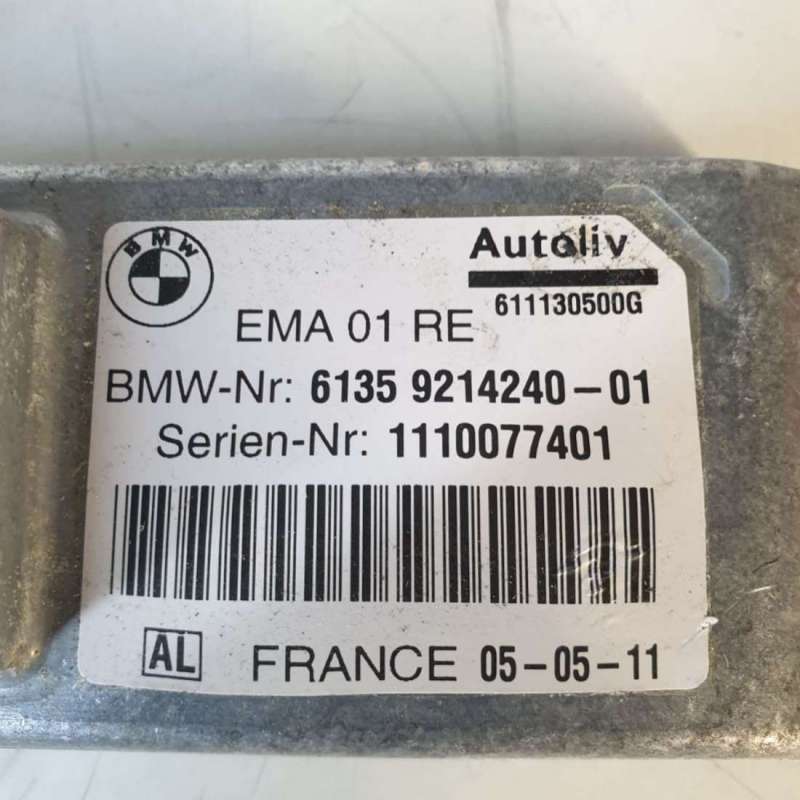 BMW
Autoliv
611130500G
EMA 01 RE
BMW-Nr: 6135 9214240-01
Serien-Nr: 1110077401
AL FRANCE 05-05-11